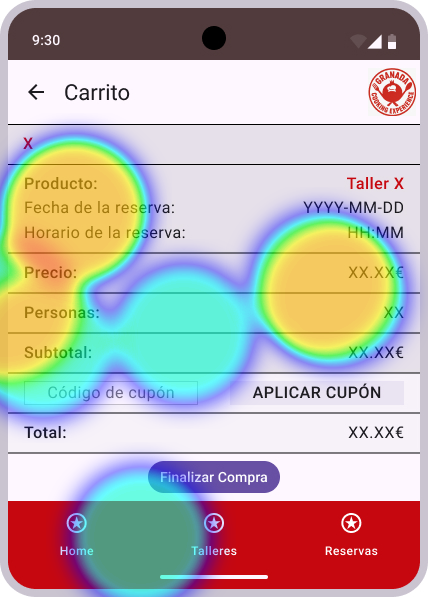 9:30
Carrito
GRANADA
COOKING EXPERIENCE
X
Producto: Taller X
Fecha de la reserva: YYYY-MM-DD
Horario de la reserva: HH:MM
Precio: XX.XX€
Personas: XX
Subtotal: XX.XX€
Código de cupón APLICAR CUPÓN
Total: XX.XX€
Finalizar Compra
Home Talleres Reservas